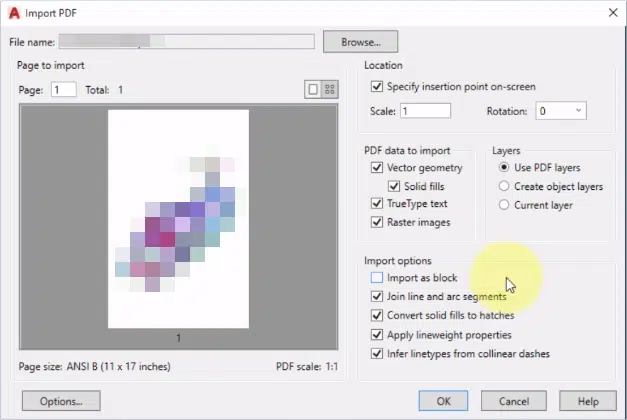 Import PDF
File name:
Browse...
Page to import
Page: 1 Total: 1
1
Page size: ANSI B (11 x 17 inches) PDF scale: 1:1
Location
Specify insertion point on-screen
Scale: 1 Rotation: 0
PDF data to import
Vector geometry
Solid fills
TrueType text
Raster images
Layers
Use PDF layers
Create object layers
Current layer
Import options
Import as block
Join line and arc segments
Convert solid fills to hatches
Apply lineweight properties
Infer linetypes from collinear dashes
Options... OK Cancel Help